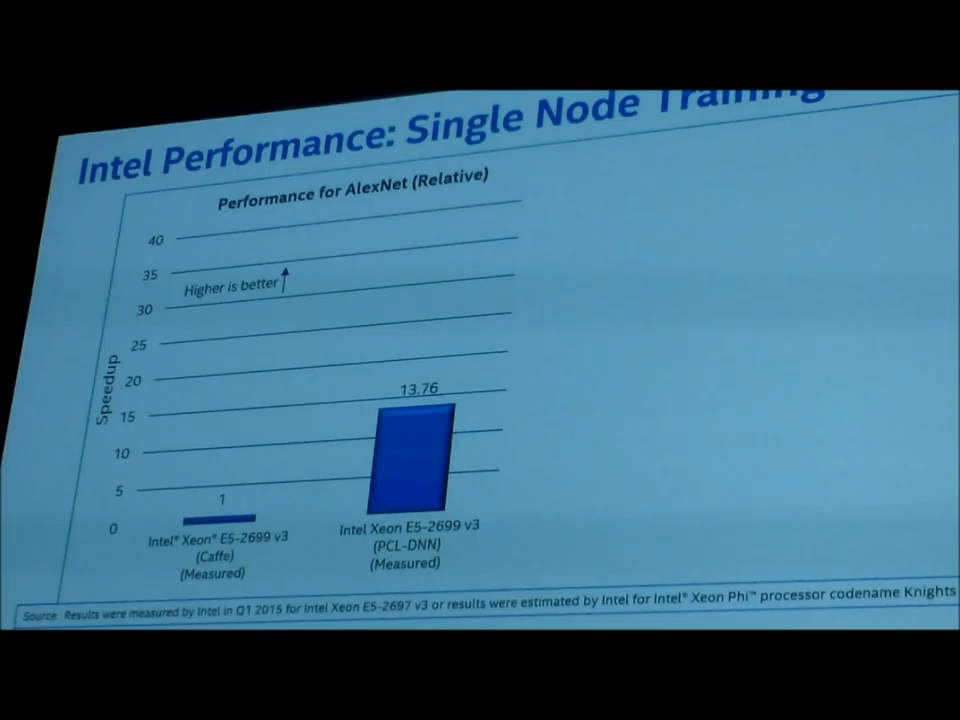 Intel Performance: Single Node Training
Performance for AlexNet (Relative)
40
35
Higher is better
30
25
20
15
10
5
0
Speedup
13.76
1
Intel® Xeon® E5-2699 v3
(Caffe)
(Measured)
Intel Xeon E5-2699 v3
(PCL-DNN)
(Measured)
Source: Results were measured by Intel in Q1 2015 for Intel Xeon E5-2697 v3 or results were estimated by Intel for Intel® Xeon Phi™ processor codename Knights